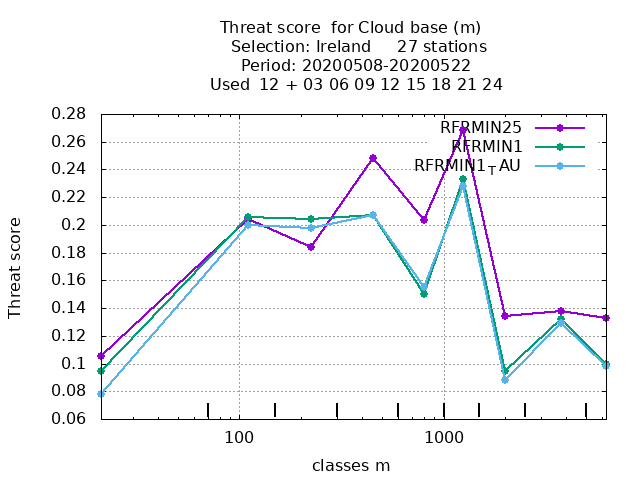 Threat score  for Cloud base (m)
Selection: Ireland     27 stations
Period: 20200508-20200522
Used  12 + 03 06 09 12 15 18 21 24
RFRMIN25
RFRMIN1
RFRMIN1_TAU
0.28
0.26
0.24
0.22
0.2
0.18
0.16
0.14
0.12
0.1
0.08
0.06
Threat score
100
1000
classes m